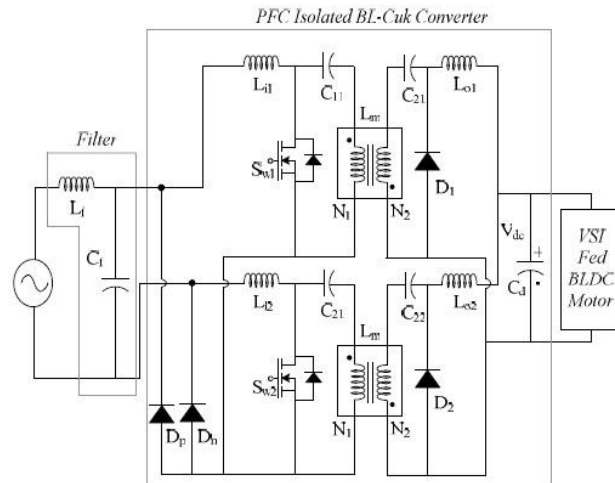 PFC Isolated BL-Cuk Converter
Li1
C11
C21
Lo1
Lm
Filter
Sw1
D1
Lf
N1
N2
Vdc
VSI
Fed
BLDC
Motor
Cf
+
Cd
Li2
C21
C22
Lo2
Lm
Sw2
D2
Dp
Dn
N1
N2